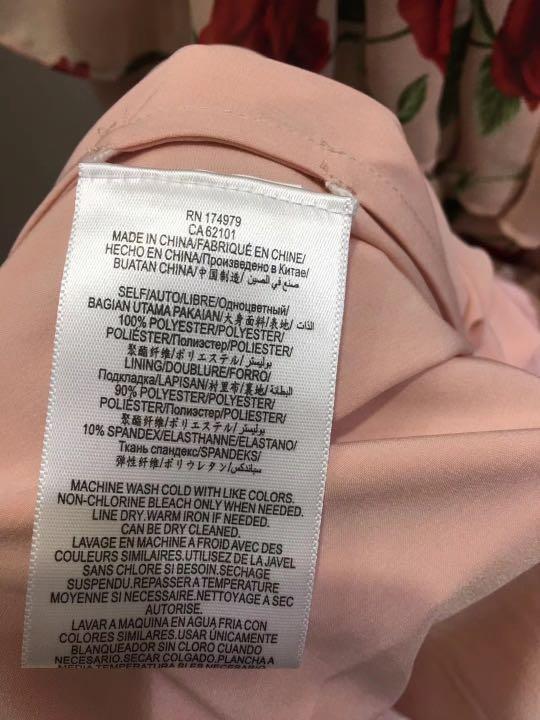 RN 174979
CA 62101
MADE IN CHINA/FABRIQUÉ EN CHINE/
HECHO EN CHINA/Произведено в Китае/
BUATAN CHINA/中国制造/ صنع في الصين
SELF/AUTO/LIBRE/Одноцветный/
BAGIAN UTAMA PAKAIAN/大身面料/表地/ الذات/
100% POLYESTER/POLYESTER/
POLIÉSTER/Полиэстер/POLIESTER/
聚酯纤维/ポリエステル/ بوليستر
LINING/DOUBLURE/FORRO/
Подкладка/LAPISAN/衬里布/裏地/ البطانة/
90% POLYESTER/POLYESTER/
POLIÉSTER/Полиэстер/POLIESTER/
聚酯纤维/ポリエステル/ بوليستر
10% SPANDEX/ELASTHANNE/ELASTANO/
Ткань спандекс/SPANDEKS/
弹性纤维/ポリウレタン/ سباندكس
MACHINE WASH COLD WITH LIKE COLORS.
NON-CHLORINE BLEACH ONLY WHEN NEEDED.
LINE DRY. WARM IRON IF NEEDED.
CAN BE DRY CLEANED.
LAVAGE EN MACHINE A FROID AVEC DES
COULEURS SIMILAIRES.UTILISEZ DE LA JAVEL
SANS CHLORE SI BESOIN.SECHAGE
SUSPENDU.REPASSER A TEMPERATURE
MOYENNE SI NECESSAIRE.NETTOYAGE A SEC
AUTORISE.
LAVAR A MAQUINA EN AGUA FRIA CON
COLORES SIMILARES.USAR ÚNICAMENTE
BLANQUEADOR SIN CLORO CUANDO
NECESARIO.SECAR COLGADO.PLANCHA A
MEDIA TEMPERATURA